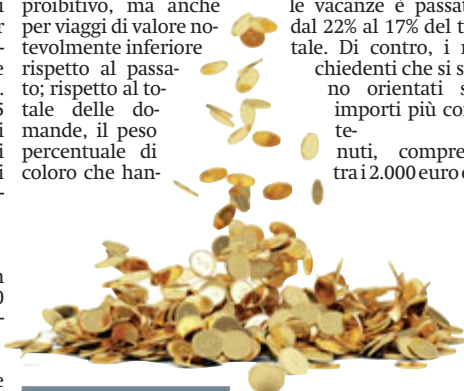 proibitivo, ma anche
per viaggi di valore no-
tevolmente inferiore
rispetto al passa-
to; rispetto al to-
tale delle do-
mande, il peso
percentuale di
coloro che han-
le vacanze è passat
dal 22% al 17% del t
tale. Di contro, i r
chiedenti che si s
no orientati s
importi più con
te-
nuti, compre
tra i 2.000 euro e